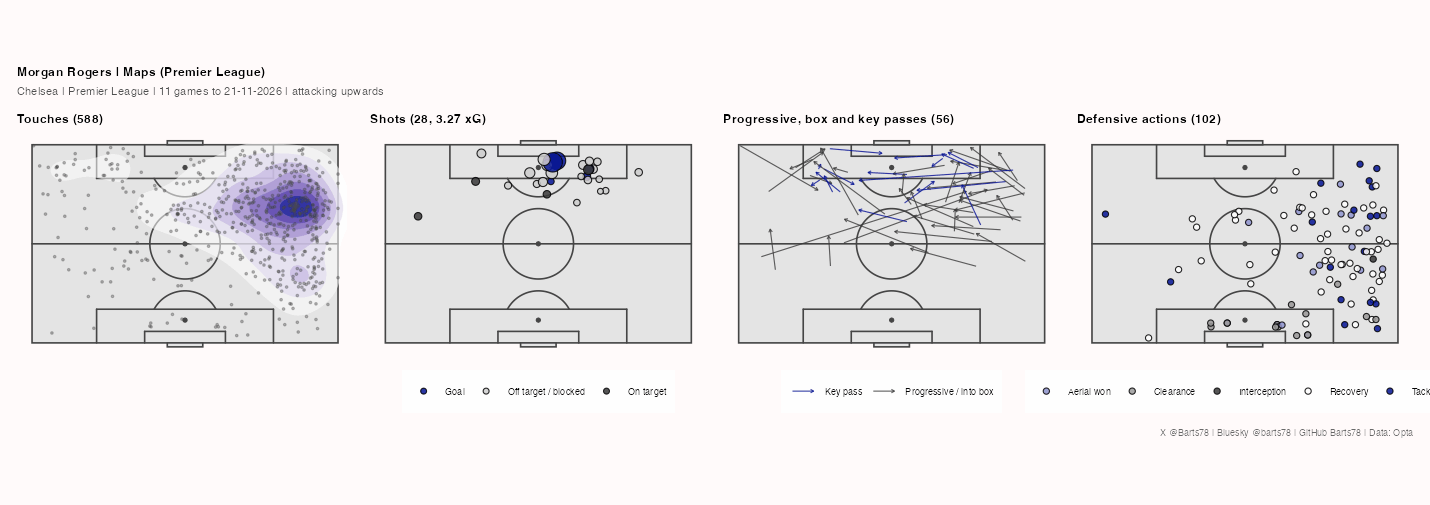 Morgan Rogers | Maps (Premier League)
Chelsea | Premier League | 11 games to 21-11-2026 | attacking upwards
Touches (588)
Shots (28, 3.27 xG)
Progressive, box and key passes (56)
Defensive actions (102)
Goal
Off target / blocked
On target
Key pass
Progressive / into box
Aerial won
Clearance
Interception
Recovery
Tack
X @Barts78 | Bluesky @barts78 | GitHub Barts78 | Data: Opta